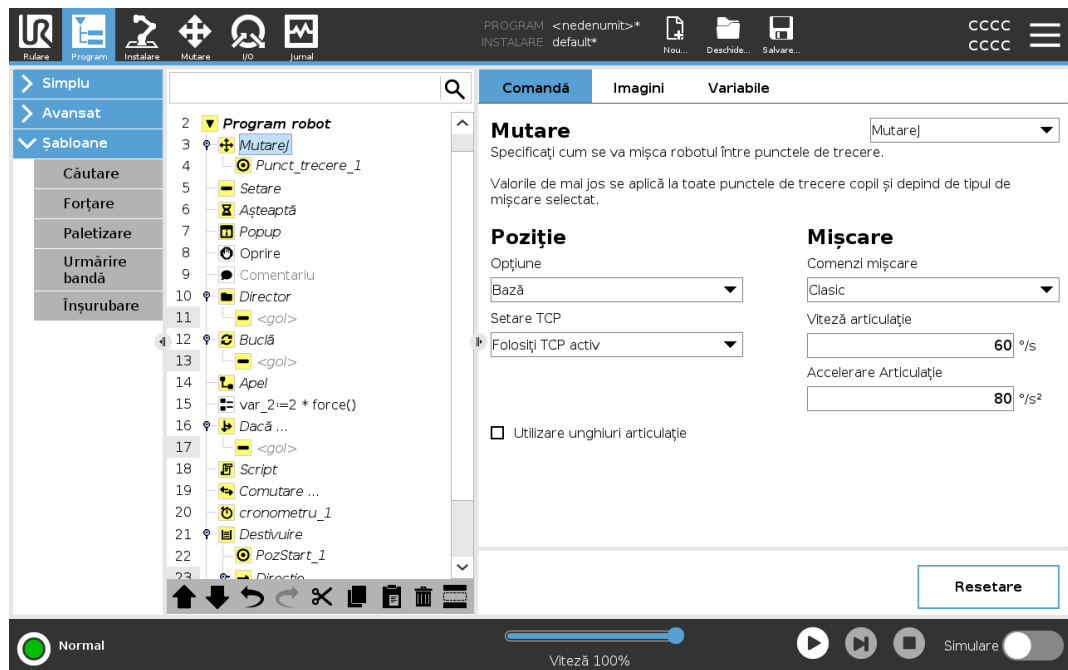 PROGRAM <nedenumit>*
INSTALARE default*
CCCC
CCCC
Rulare Program Instalare Mutare I/O Jurnal Nou... Deschide... Salvare...
Simplu
Avansat
Șabloane
Căutare
Forțare
Paletizare
Urmărire
bandă
Înșurubare
2 Program robot
3 MutareJ
4 Punct_trecere_1
5 Setare
6 Așteaptă
7 Popup
8 Oprire
9 Comentariu
10 Director
11 <gol>
12 Buclă
13 <gol>
14 Apel
15 var_2:=2 * force()
16 Dacă ...
17 <gol>
18 Script
19 Comutare ...
20 cronometru_1
21 Destivuire
22 PozStart_1
23 Direcție
Comandă Imagini Variabile
Mutare
MutareJ
Specificați cum se va mișca robotul între punctele de trecere.
Valorile de mai jos se aplică la toate punctele de trecere copil și depind de tipul de
mișcare selectat.
Poziție
Opțiune
Bază
Setare TCP
Folosiți TCP activ
Utilizare unghiuri articulație
Mișcare
Comenzi mișcare
Clasic
Viteză articulație
60 °/s
Accelerare Articulație
80 °/s²
Resetare
Normal
Viteză 100%
Simulare